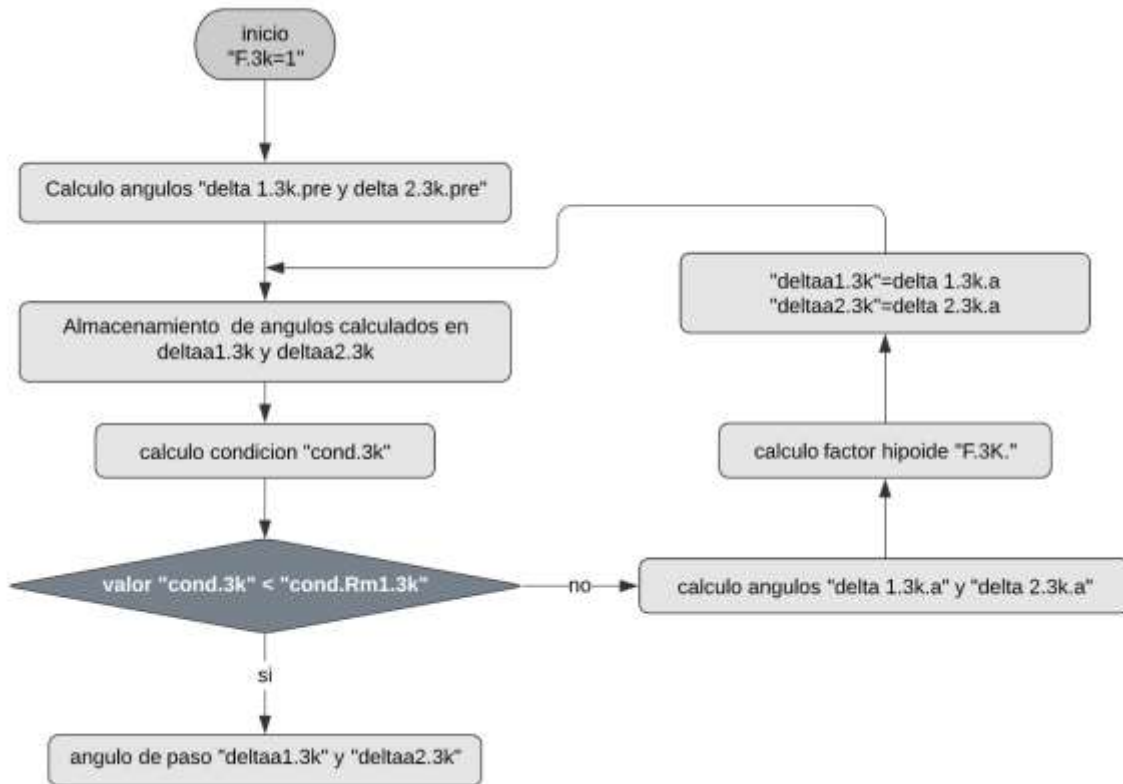 inicio
"F.3k=1"
Calculo angulos "delta 1.3k.pre y delta 2.3k.pre"
"deltaa1.3k"=delta 1.3k.a
"deltaa2.3k"=delta 2.3k.a
Almacenamiento de angulos calculados en
deltaa1.3k y deltaa2.3k
calculo condicion "cond.3k"
calculo factor hipoide "F.3K."
valor "cond.3k" < "cond.Rm1.3k"
no
calculo angulos "delta 1.3k.a" y "delta 2.3k.a"
si
angulo de paso "deltaa1.3k" y "deltaa2.3k"